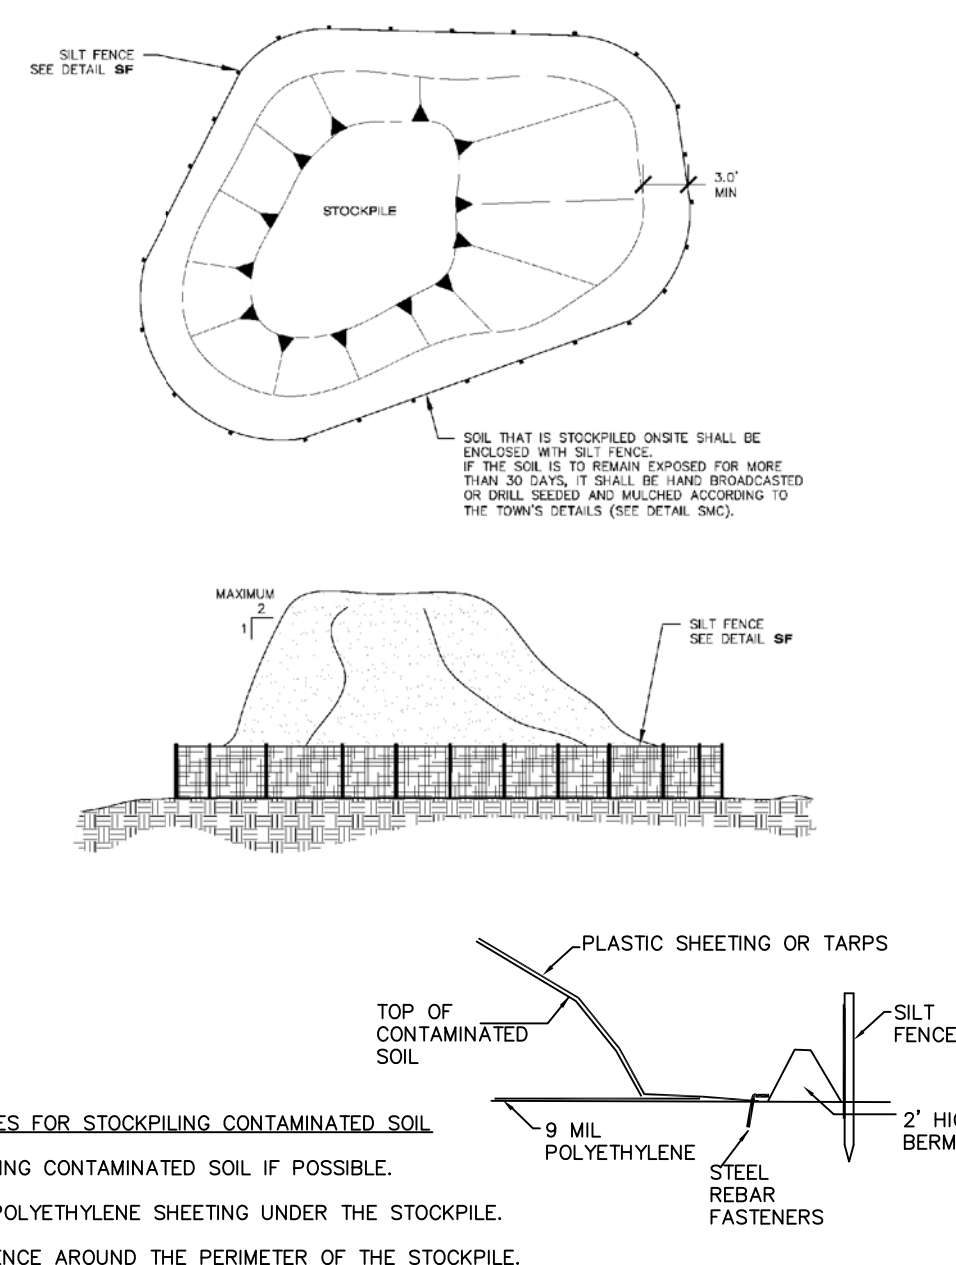 SILT FENCE
SEE DETAIL SF
STOCKPILE
3.0'
MIN
SOIL THAT IS STOCKPILED ONSITE SHALL BE
ENCLOSED WITH SILT FENCE.
IF THE SOIL IS TO REMAIN EXPOSED FOR MORE
THAN 30 DAYS, IT SHALL BE HAND BROADCASTED
OR DRILL SEEDED AND MULCHED ACCORDING TO
THE TOWN'S DETAILS (SEE DETAIL SMC).
MAXIMUM
2
1
SILT FENCE
SEE DETAIL SF
PLASTIC SHEETING OR TARPS
TOP OF
CONTAMINATED
SOIL
SILT
FENCE
9 MIL
POLYETHYLENE
STEEL
REBAR
FASTENERS
2' HI
BERM
ES FOR STOCKPILING CONTAMINATED SOIL
ING CONTAMINATED SOIL IF POSSIBLE.
POLYETHYLENE SHEETING UNDER THE STOCKPILE.
ENCE AROUND THE PERIMETER OF THE STOCKPILE.